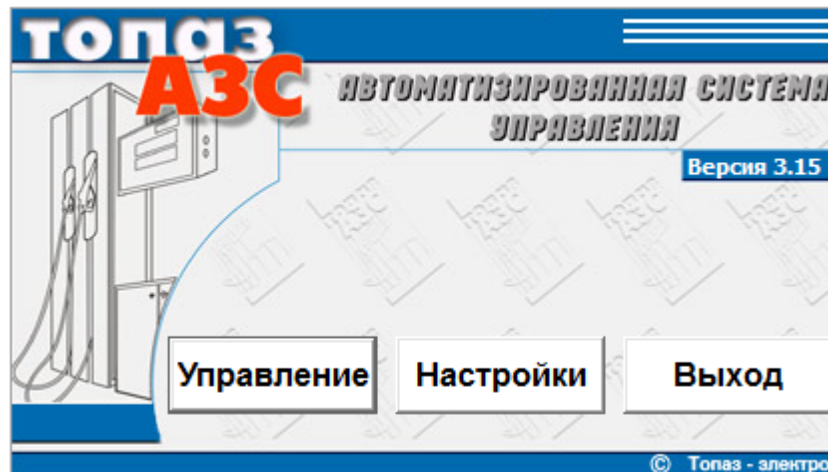 топаз
АЗС
АВТОМАТИЗИРОВАННАЯ СИСТЕМА
УПРАВЛЕНИЯ
Версия 3.15
Управление
Настройки
Выход
© Топаз - электро